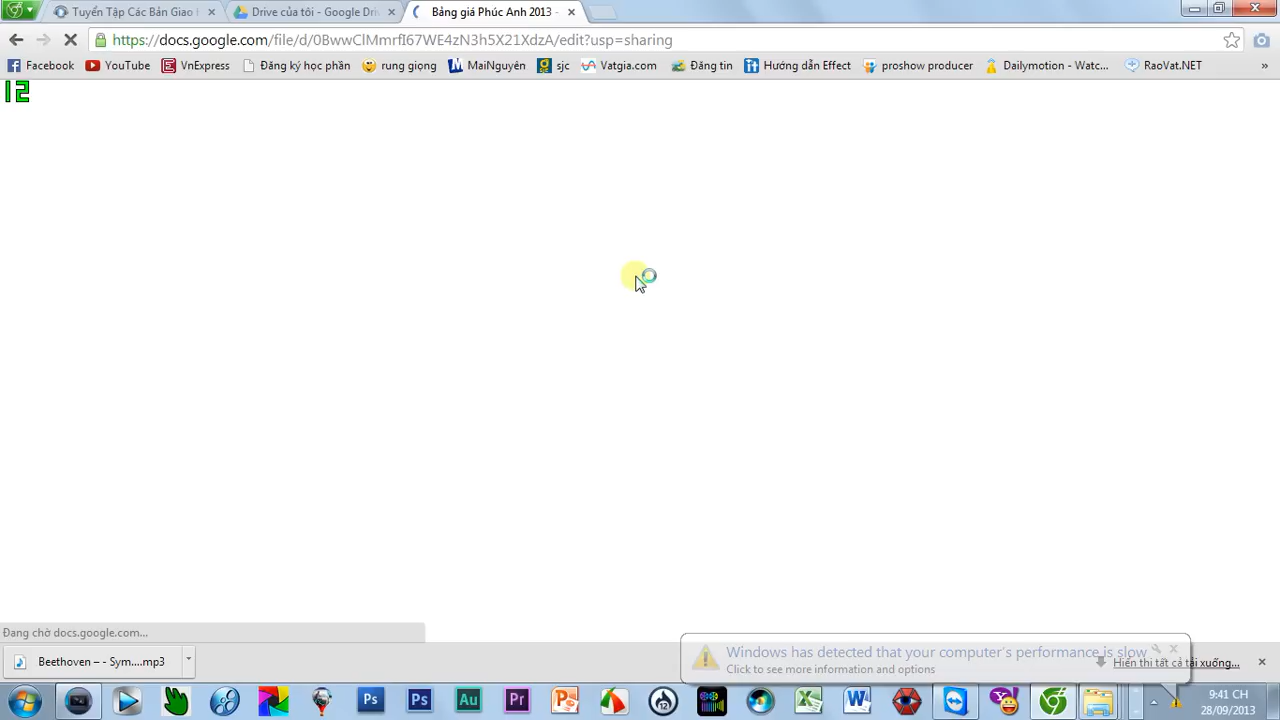 Tuyển Tập Các Bản Giao
Drive của tôi - Google Dri
Bảng giá Phúc Anh 2013 -
https://docs.google.com/file/d/0BwwClMmrfI67WE4zN3h5X21XdzA/edit?usp=sharing
Facebook
YouTube
VnExpress
Đăng ký học phần
rung giọng
MaiNguyên
sjc
Vatgia.com
Đăng tin
Hướng dẫn Effect
proshow producer
Dailymotion - Watc...
RaoVat.NET
»
12
Đang chờ docs.google.com...
Beethoven – - Sym....mp3
Windows has detected that your computer's performance is slow
Click to see more information and options
Hiển thị tất cả tải xuống...
9:41 CH
28/09/2013